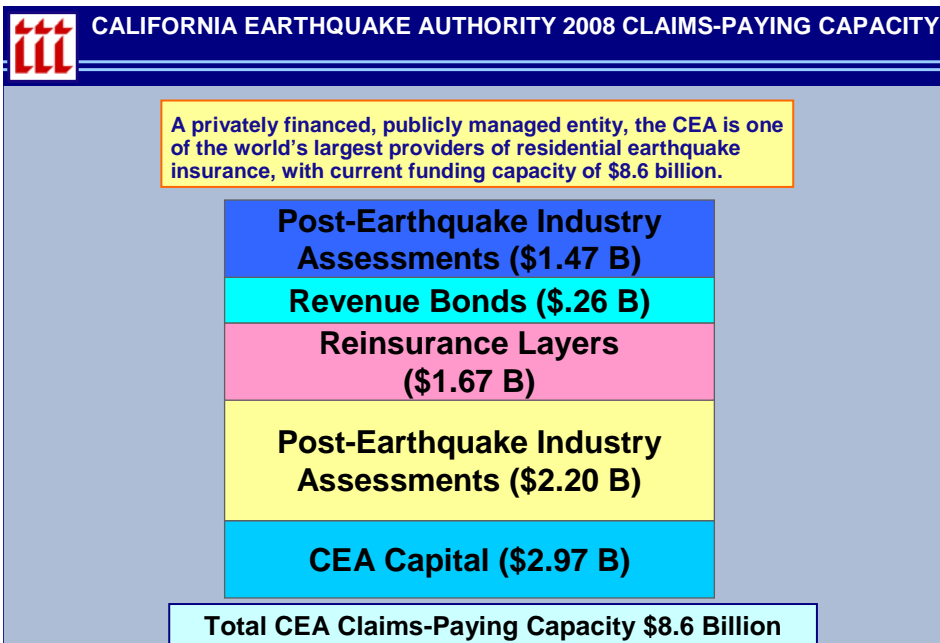 CALIFORNIA EARTHQUAKE AUTHORITY 2008 CLAIMS-PAYING CAPACITY
A privately financed, publicly managed entity, the CEA is one
of the world's largest providers of residential earthquake
insurance, with current funding capacity of $8.6 billion.
Post-Earthquake Industry
Assessments ($1.47 B)
Revenue Bonds ($.26 B)
Reinsurance Layers
($1.67 B)
Post-Earthquake Industry
Assessments ($2.20 B)
CEA Capital ($2.97 B)
Total CEA Claims-Paying Capacity $8.6 Billion